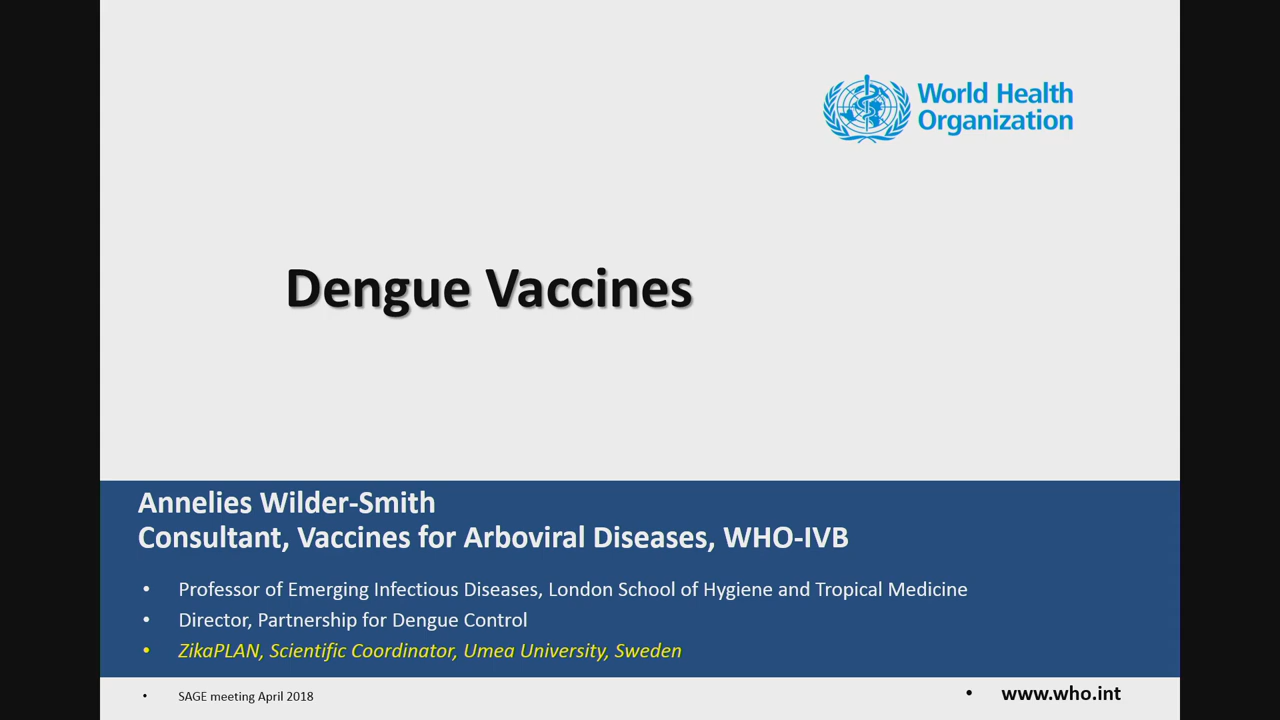 World Health
Organization
Dengue Vaccines
Annelies Wilder-Smith
Consultant, Vaccines for Arboviral Diseases, WHO-IVB
• Professor of Emerging Infectious Diseases, London School of Hygiene and Tropical Medicine
• Director, Partnership for Dengue Control
• ZikaPLAN, Scientific Coordinator, Umea University, Sweden
• SAGE meeting April 2018
• www.who.int